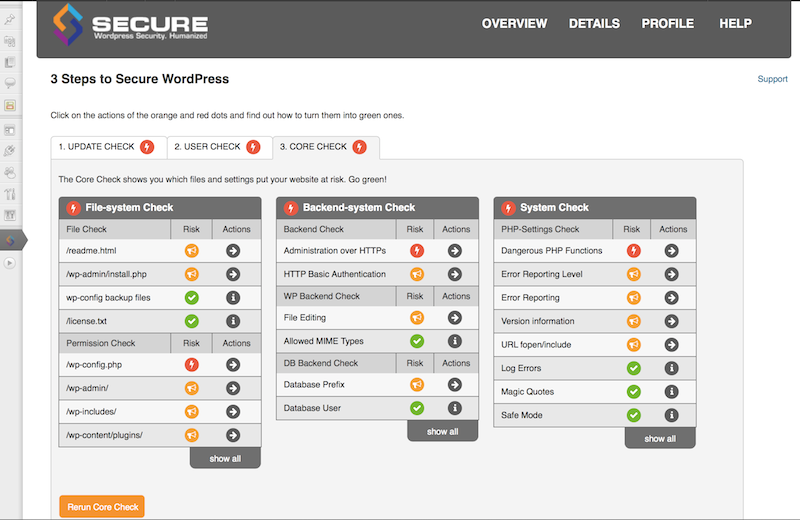 SECURE
Wordpress Security. Humanized
OVERVIEW DETAILS PROFILE HELP
3 Steps to Secure WordPress
Support
Click on the actions of the orange and red dots and find out how to turn them into green ones.
1. UPDATE CHECK 2. USER CHECK 3. CORE CHECK
The Core Check shows you which files and settings put your website at risk. Go green!
File-system Check
File Check Risk Actions
/readme.html
/wp-admin/install.php
wp-config backup files
/license.txt
Permission Check Risk Actions
/wp-config.php
/wp-admin/
/wp-includes/
/wp-content/plugins/
show all
Backend-system Check
Backend Check Risk Actions
Administration over HTTPs
HTTP Basic Authentication
WP Backend Check Risk Actions
File Editing
Allowed MIME Types
DB Backend Check Risk Actions
Database Prefix
Database User
show all
System Check
PHP-Settings Check Risk Actions
Dangerous PHP Functions
Error Reporting Level
Error Reporting
Version information
URL fopen/include
Log Errors
Magic Quotes
Safe Mode
show all
Rerun Core Check